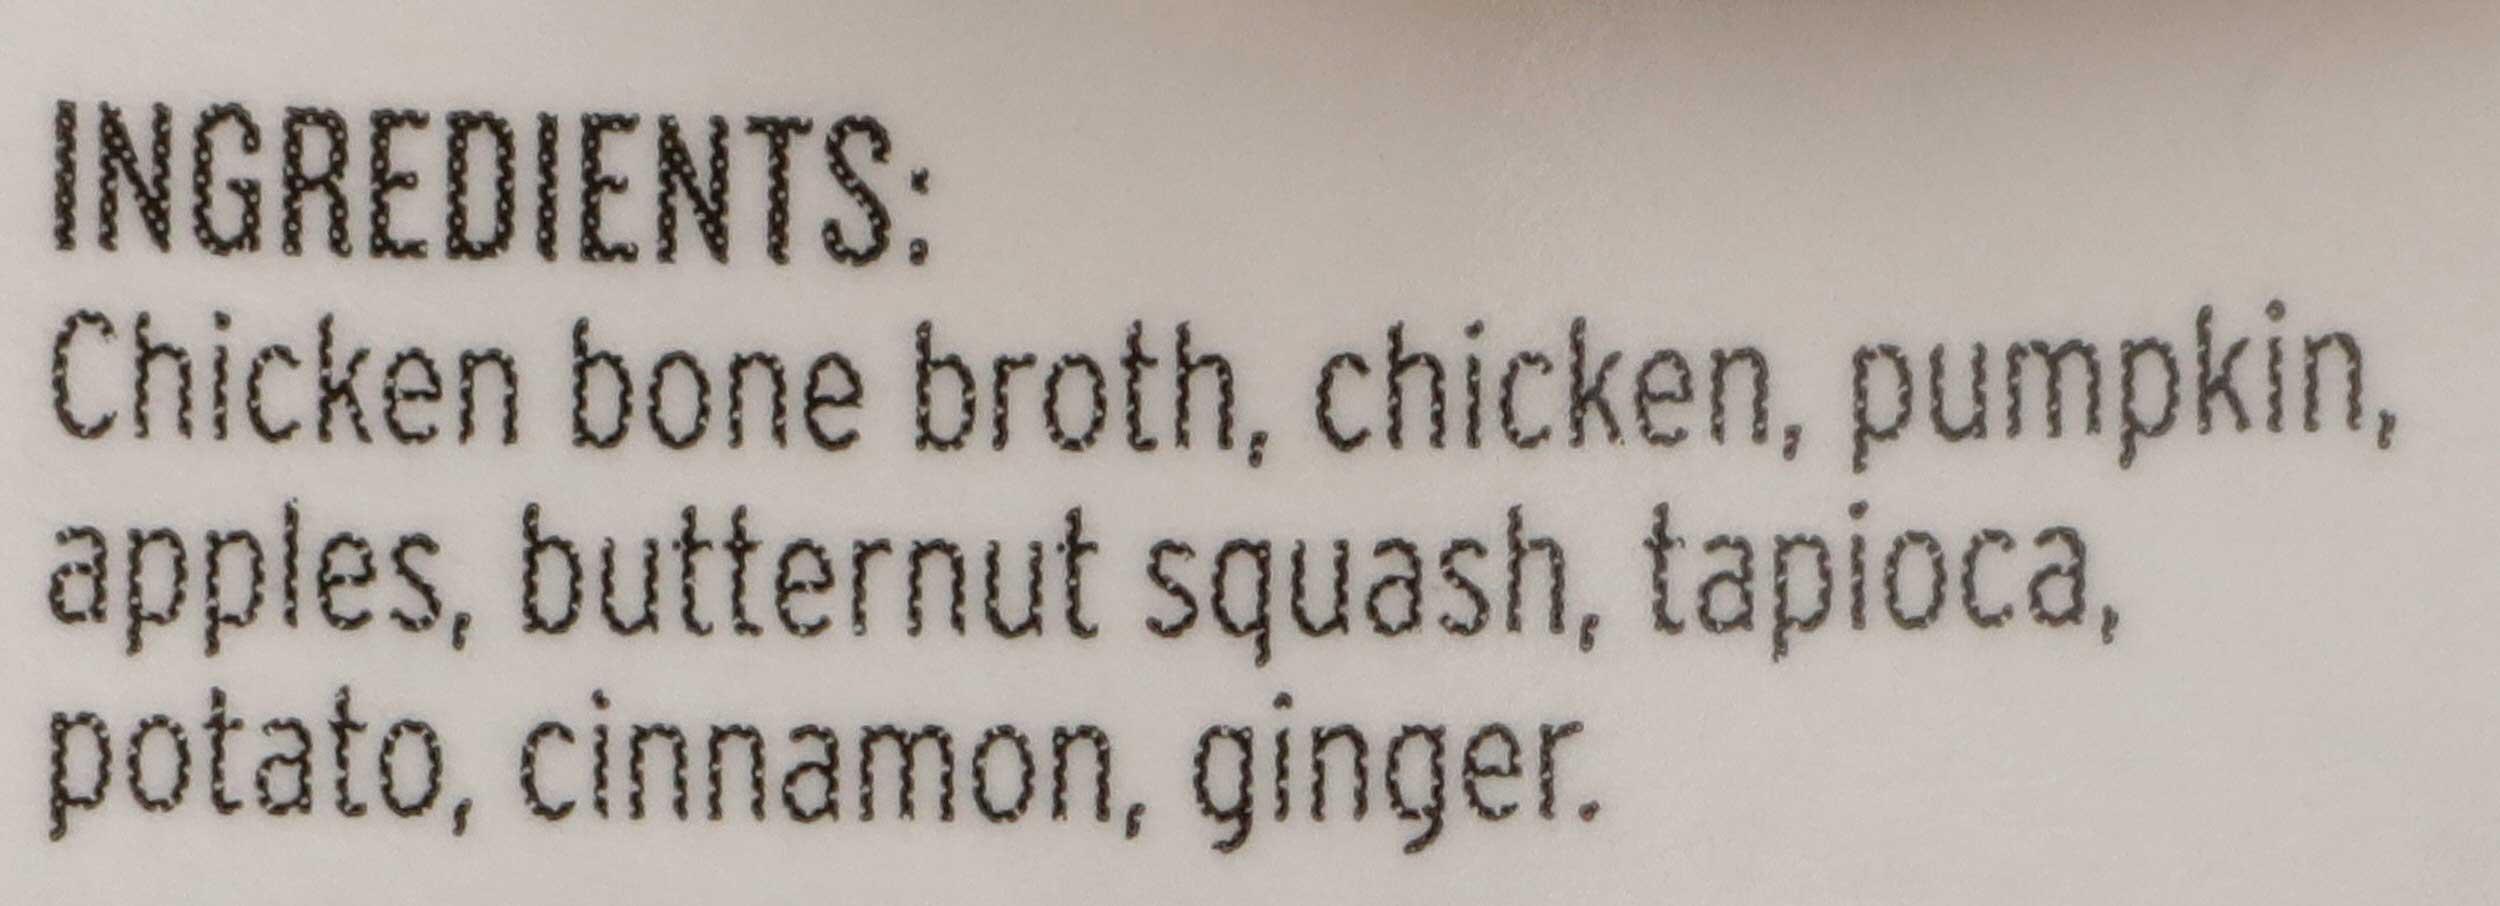 INGREDIENTS:
Chicken bone broth, chicken, pumpkin,
apples, butternut squash, tapioca,
potato, cinnamon, ginger.